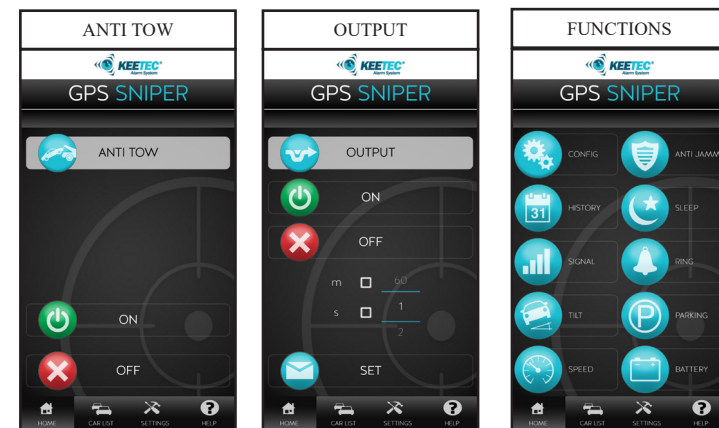 ANTI TOW
KEETEC
Alarm System
GPS SNIPER
ANTI TOW
ON
OFF
HOME
CAR LIST
SETTINGS
HELP
OUTPUT
KEETEC
Alarm System
GPS SNIPER
OUTPUT
ON
OFF
m 60
s 1
2
SET
HOME
CAR LIST
SETTINGS
HELP
FUNCTIONS
KEETEC
Alarm System
GPS SNIPER
CONFIG
ANTI JAMM
31
HISTORY
SLEEP
SIGNAL
RING
TILT
P
PARKING
SPEED
BATTERY
HOME
CAR LIST
SETTINGS
HELP